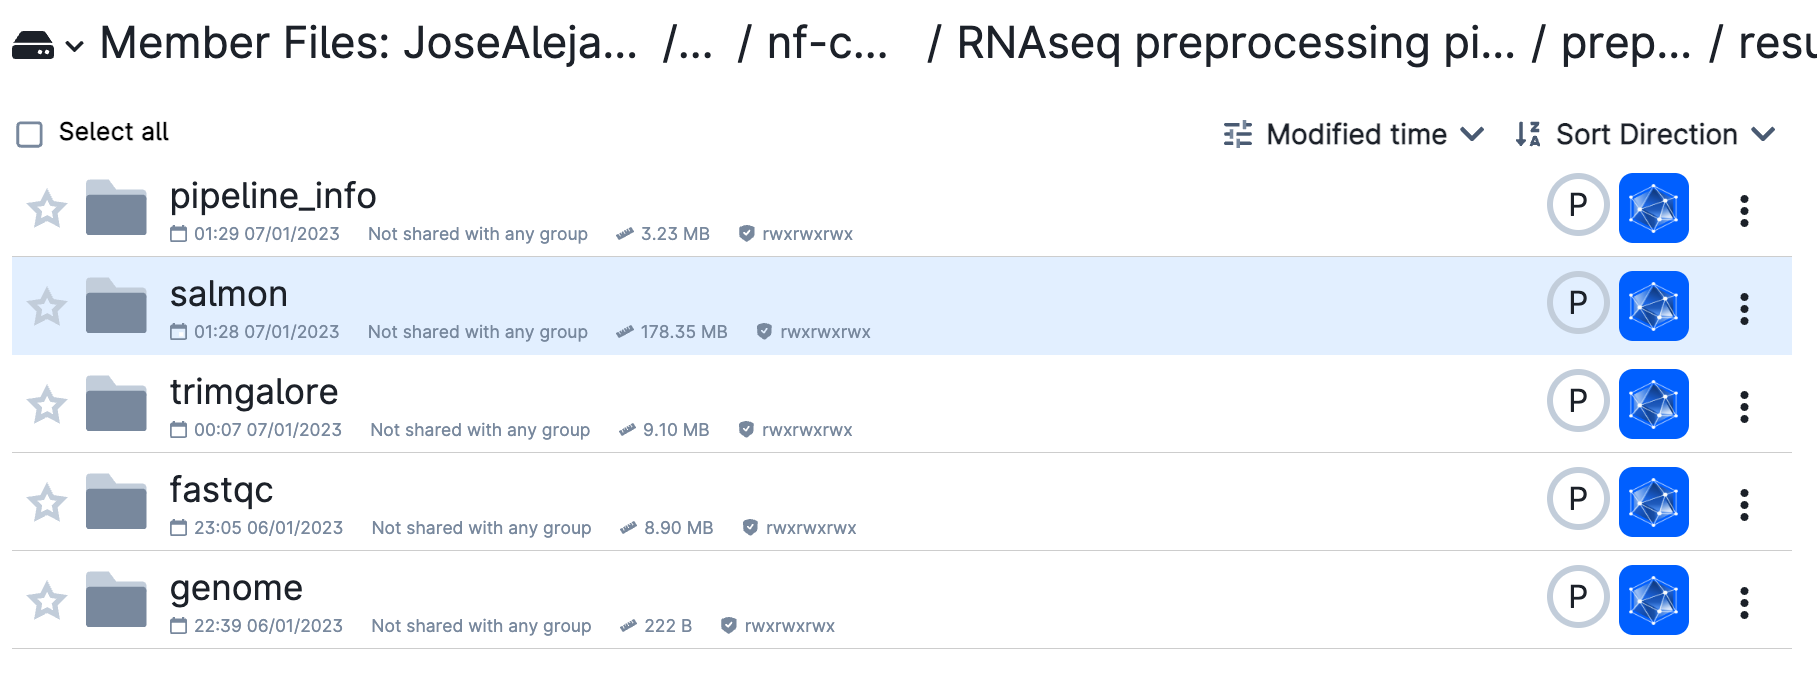 Member Files: JoseAleja... /... / nf-c... / RNAseq preprocessing pi... / prep... / resu
Select all Modified time Sort Direction
pipeline_info P
01:29 07/01/2023 Not shared with any group 3.23 MB rwxrwxrwx
salmon P
01:28 07/01/2023 Not shared with any group 178.35 MB rwxrwxrwx
trimgalore P
00:07 07/01/2023 Not shared with any group 9.10 MB rwxrwxrwx
fastqc P
23:05 06/01/2023 Not shared with any group 8.90 MB rwxrwxrwx
genome P
22:39 06/01/2023 Not shared with any group 222 B rwxrwxrwx